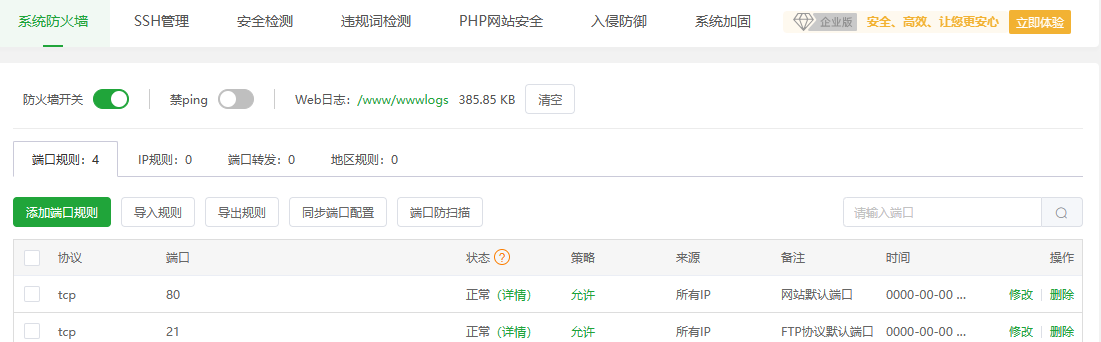 系统防火墙 SSH管理 安全检测 违规词检测 PHP网站安全 入侵防御 系统加固 企业版 安全、高效、让您更安心 立即体验
防火墙开关 禁ping Web日志: /www/wwwlogs 385.85 KB 清空
端口规则: 4 IP规则: 0 端口转发: 0 地区规则: 0
添加端口规则 导入规则 导出规则 同步端口配置 端口防扫描 请输入端口
协议 端口 状态 ? 策略 来源 备注 时间 操作
tcp 80 正常 (详情) 允许 所有IP 网站默认端口 0000-00-00 ... 修改 | 删除
tcp 21 正常 (详情) 允许 所有IP FTP协议默认端口 0000-00-00 ... 修改 | 删除